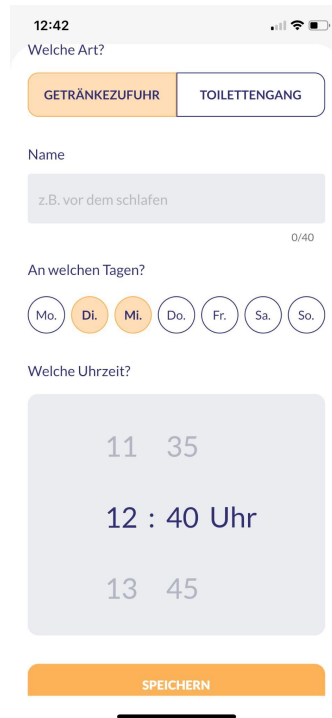 12:42
Welche Art?
GETRÄNKEZUFUHR TOILETTENGANG
Name
z.B. vor dem schlafen
0/40
An welchen Tagen?
Mo. Di. Mi. Do. Fr. Sa. So.
Welche Uhrzeit?
11 35
12 : 40 Uhr
13 45
SPEICHERN